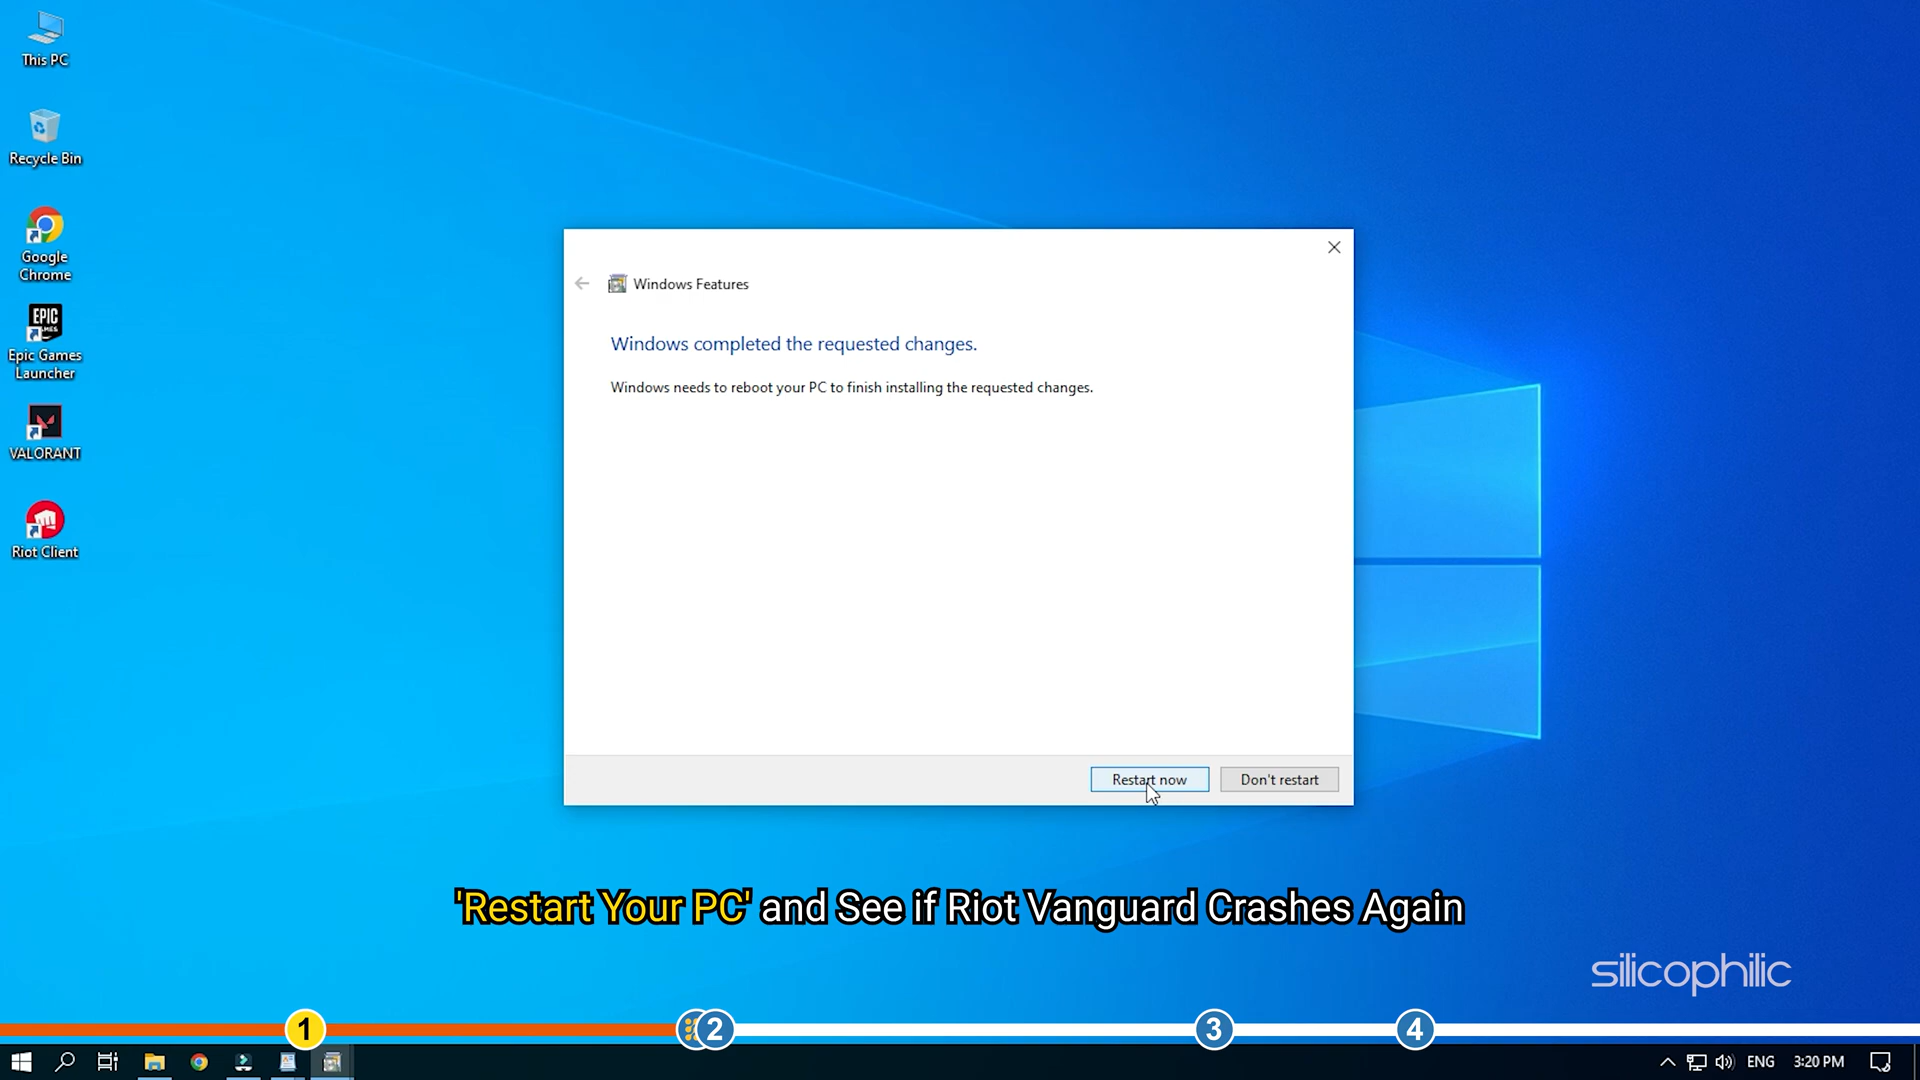 This PC
Recycle Bin
Google
Chrome
EPIC
GAMES
Epic Games
Launcher
VALORANT
Riot Client
Windows Features
Windows completed the requested changes.
Windows needs to reboot your PC to finish installing the requested changes.
Restart now
Don't restart
'Restart Your PC' and See if Riot Vanguard Crashes Again
silicophilic
1
2
3
4
ENG
3:20 PM